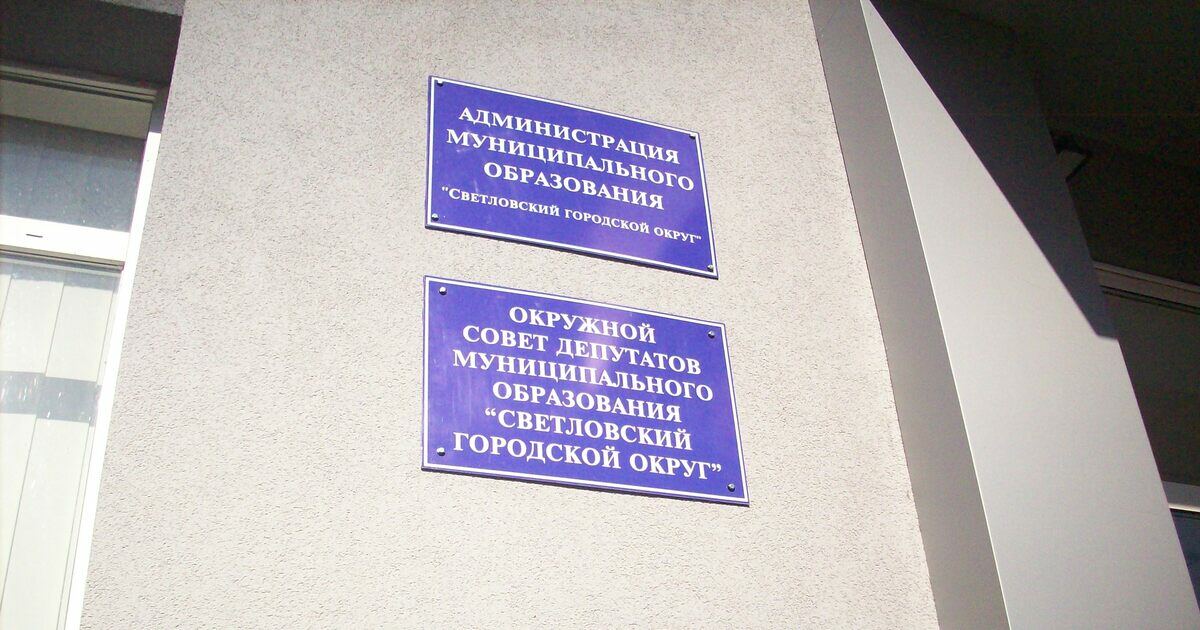 АДМИНИСТРАЦИЯ
МУНИЦИПАЛЬНОГО
ОБРАЗОВАНИЯ
"СВЕТЛОВСКИЙ ГОРОДСКОЙ ОКРУГ"
ОКРУЖНОЙ
СОВЕТ ДЕПУТАТОВ
МУНИЦИПАЛЬНОГО
ОБРАЗОВАНИЯ
“СВЕТЛОВСКИЙ
ГОРОДСКОЙ ОКРУГ”